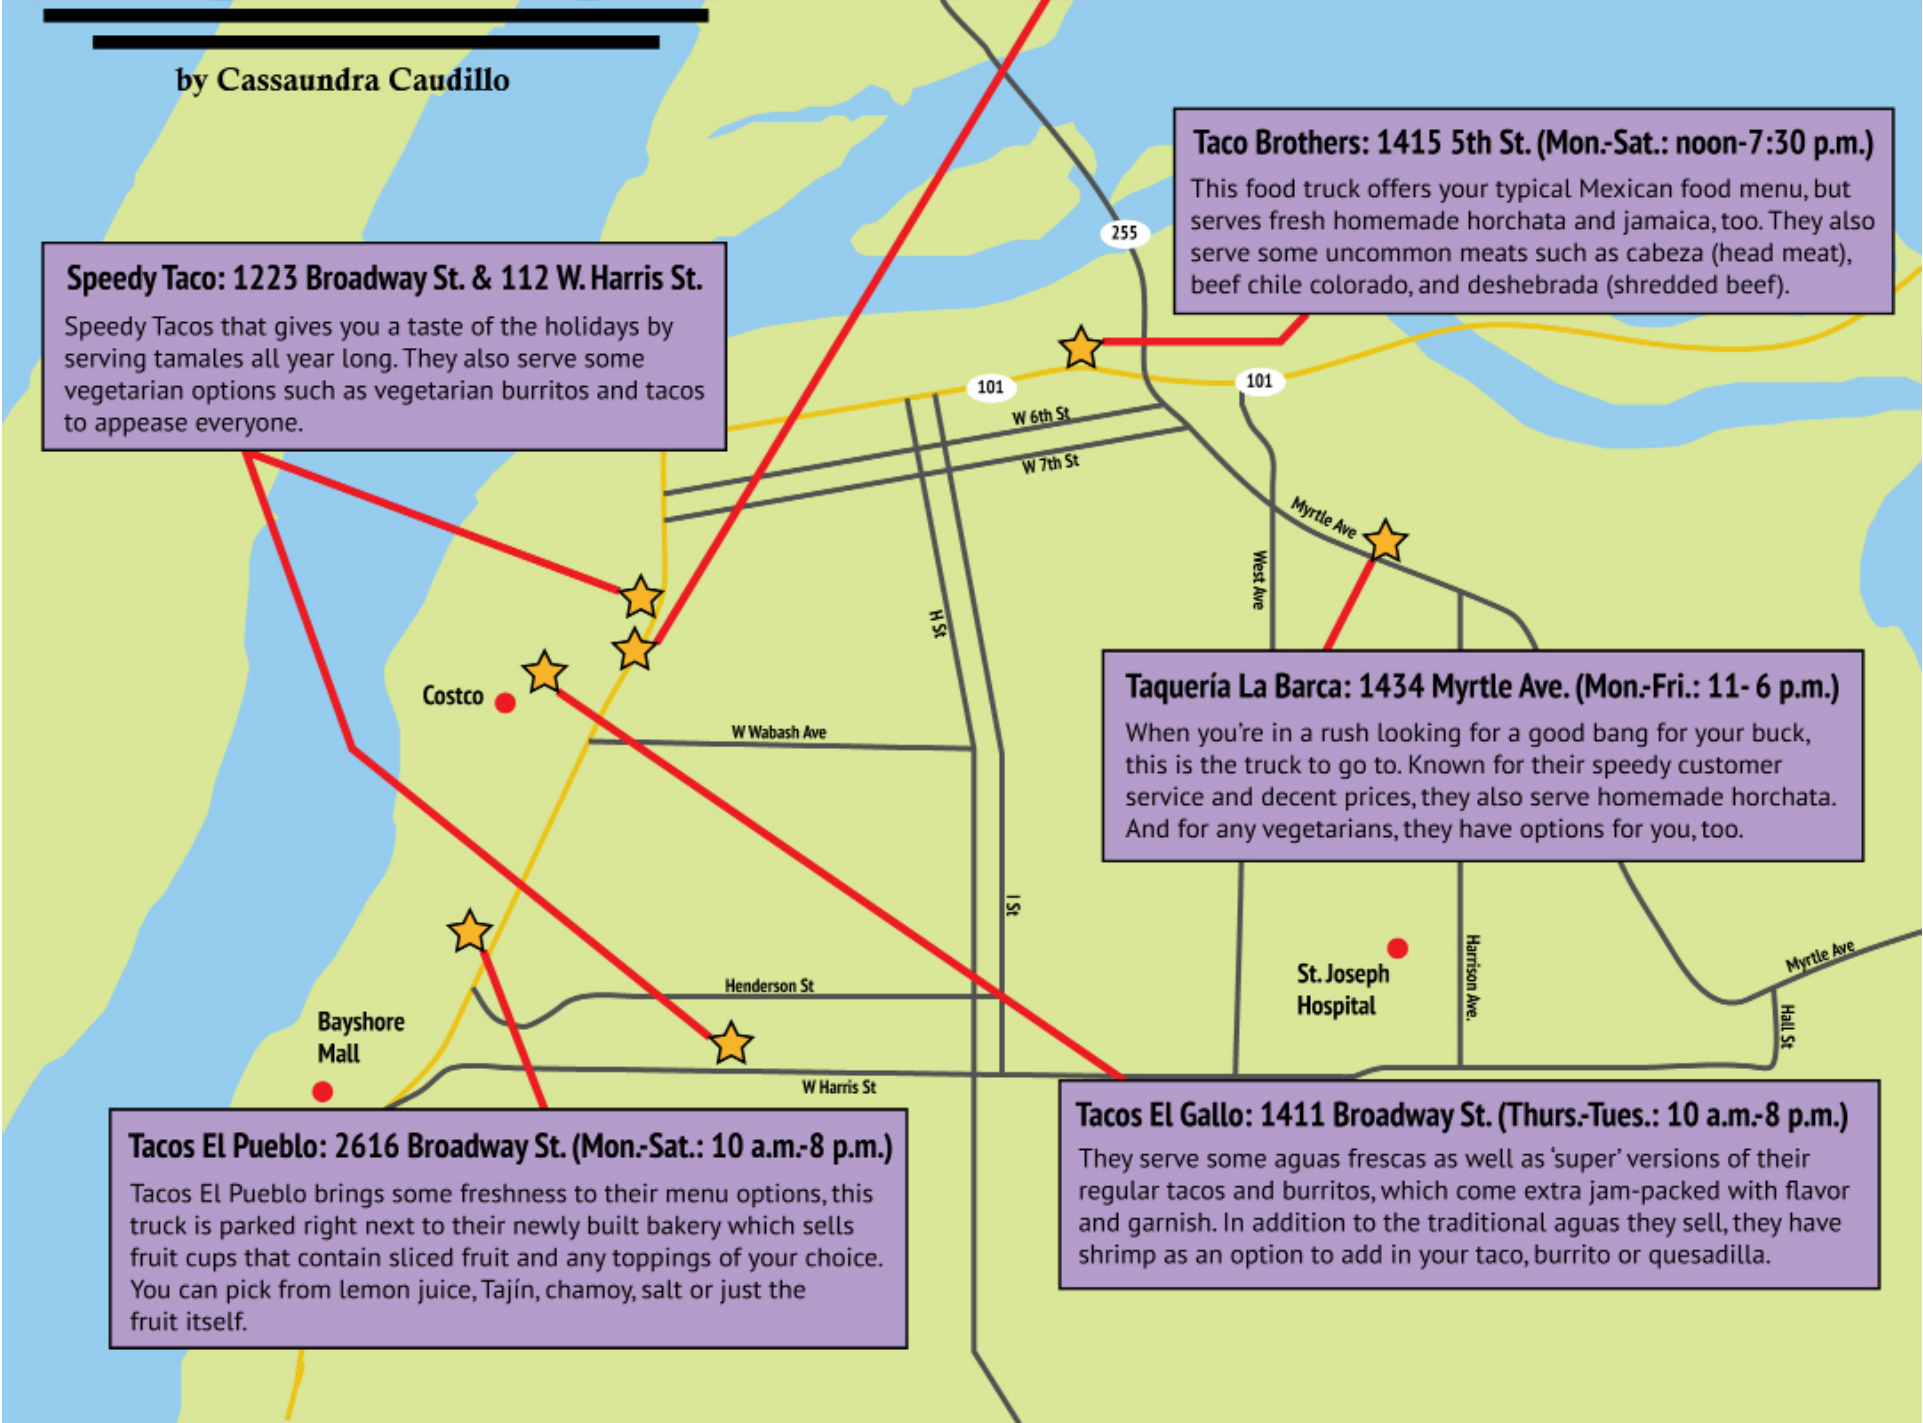 by Cassaundra Caudillo
Taco Brothers: 1415 5th St. (Mon.-Sat.: noon-7:30 p.m.)
This food truck offers your typical Mexican food menu, but
serves fresh homemade horchata and jamaica, too. They also
serve some uncommon meats such as cabeza (head meat),
beef chile colorado, and deshebrada (shredded beef).
255
Speedy Taco: 1223 Broadway St. & 112 W. Harris St.
Speedy Tacos that gives you a taste of the holidays by
serving tamales all year long. They also serve some
vegetarian options such as vegetarian burritos and tacos
to appease everyone.
101
101
W 6th St
W 7th St
Myrtle Ave
West Ave
H St
Costco
W Wabash Ave
Taquería La Barca: 1434 Myrtle Ave. (Mon.-Fri.: 11- 6 p.m.)
When you're in a rush looking for a good bang for your buck,
this is the truck to go to. Known for their speedy customer
service and decent prices, they also serve homemade horchata.
And for any vegetarians, they have options for you, too.
I St
Harrison Ave.
Myrtle Ave
St. Joseph
Hospital
Henderson St
Hall St
Bayshore
Mall
W Harris St
Tacos El Pueblo: 2616 Broadway St. (Mon.-Sat.: 10 a.m.-8 p.m.)
Tacos El Pueblo brings some freshness to their menu options, this
truck is parked right next to their newly built bakery which sells
fruit cups that contain sliced fruit and any toppings of your choice.
You can pick from lemon juice, Tajín, chamoy, salt or just the
fruit itself.
Tacos El Gallo: 1411 Broadway St. (Thurs.-Tues.: 10 a.m.-8 p.m.)
They serve some aguas frescas as well as ‘super’ versions of their
regular tacos and burritos, which come extra jam-packed with flavor
and garnish. In addition to the traditional aguas they sell, they have
shrimp as an option to add in your taco, burrito or quesadilla.